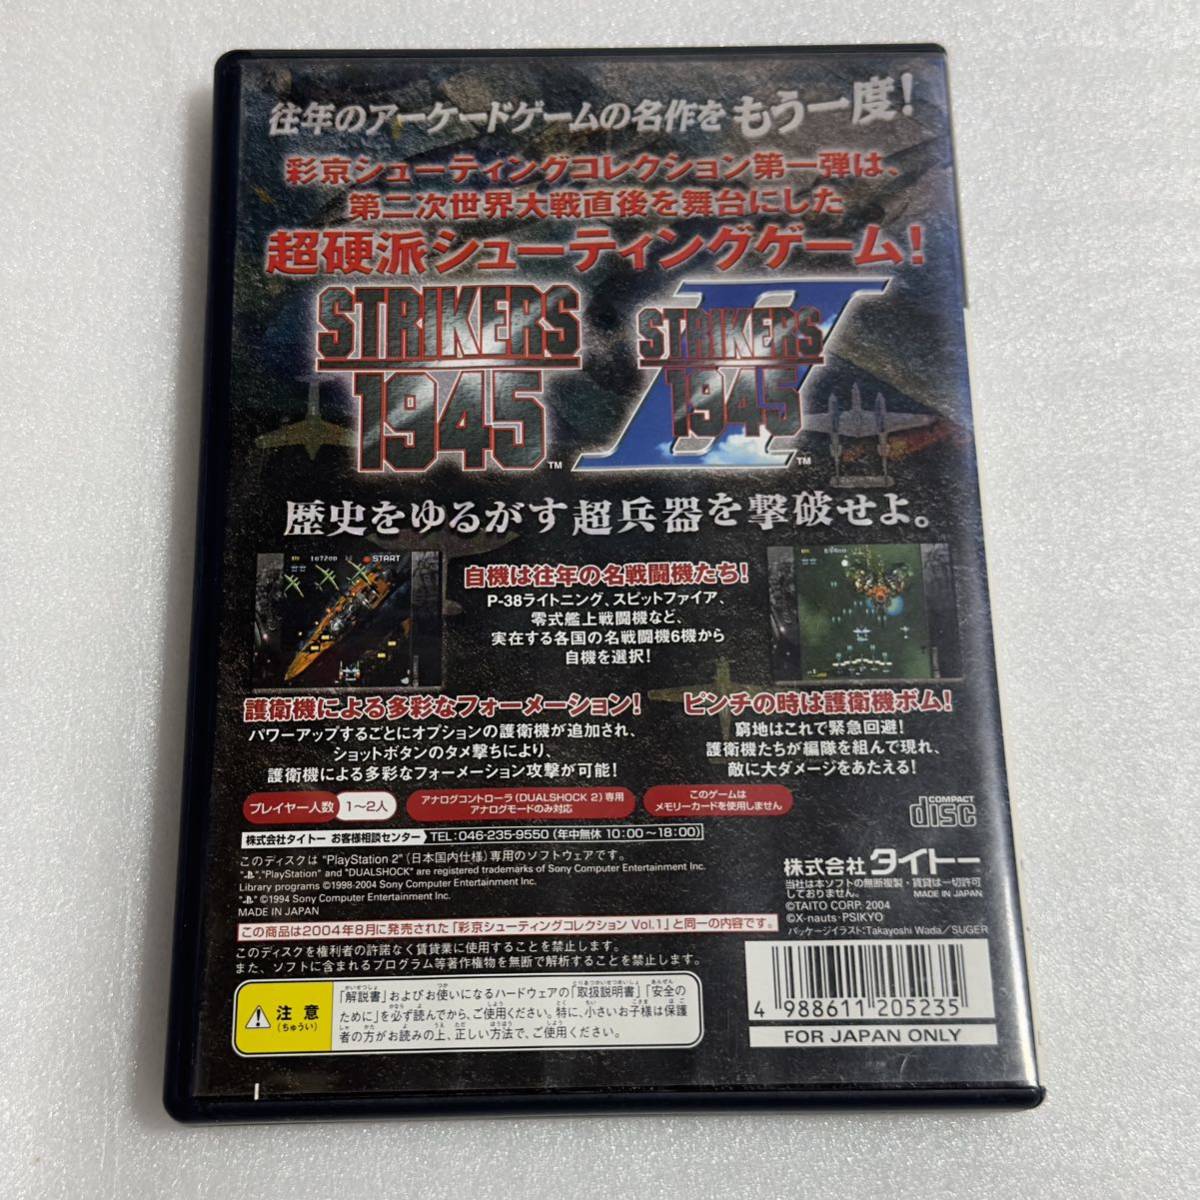 往年のアーケードゲームの名作をもう一度!
彩京シューティングコレクション第一弾は、
第二次世界大戦直後を舞台にした
超硬派シューティングゲーム!
STRIKERS
1945
TM
II
STRIKERS
1945
TM
歴史をゆるがす超兵器を撃破せよ。
START
自機は往年の名戦闘機たち!
P-38ライトニング、スピットファイア、
零式艦上戦闘機など、
実在する各国の名戦闘機6機から
自機を選択!
護衛機による多彩なフォーメーション!
パワーアップするごとにオプションの護衛機が追加され、
ショットボタンのタメ撃ちにより、
護衛機による多彩なフォーメーション攻撃が可能!
ピンチの時は護衛機ボム!
窮地はこれで緊急回避!
護衛機たちが編隊を組んで現れ、
敵に大ダメージをあたえる!
プレイヤー人数 1〜2人
アナログコントローラ(DUALSHOCK 2)専用
アナログモードのみ対応
このゲームは
メモリーカードを使用しません
COMPACT
disc
株式会社タイトー お客様相談センター TEL:046-235-9550 (年中無休 10:00〜18:00)
このディスクは "PlayStation 2" (日本国内仕様) 専用のソフトウェアです。
"","PlayStation" and "DUALSHOCK" are registered trademarks of Sony Computer Entertainment Inc.
Library programs ©1998-2004 Sony Computer Entertainment Inc.
"" ©1994 Sony Computer Entertainment Inc.
MADE IN JAPAN
この商品は2004年8月に発売された「彩京シューティングコレクション Vol.1」と同一の内容です。
このディスクを権利者の許諾なく賃貸業に使用することを禁止します。
また、ソフトに含まれるプログラム等著作権物を無断で解析することを禁止します。
株式会社 タイトー
当社は本ソフトの無断複製・賃貸は一切許可
しておりません。 MADE IN JAPAN
©TAITO CORP. 2004
©X-nauts・PSIKYO
パッケージイラスト:Takayoshi Wada/SUGER
注意
(ちゅうい)
「解説書」およびお使いになるハードウェアの「取扱説明書」「安全の
ために」を必ず読んでから、ご使用ください。特に、小さいお子様は保護
者の方がお読みの上、正しい方法で、ご使用ください。
4 988611 205235
FOR JAPAN ONLY